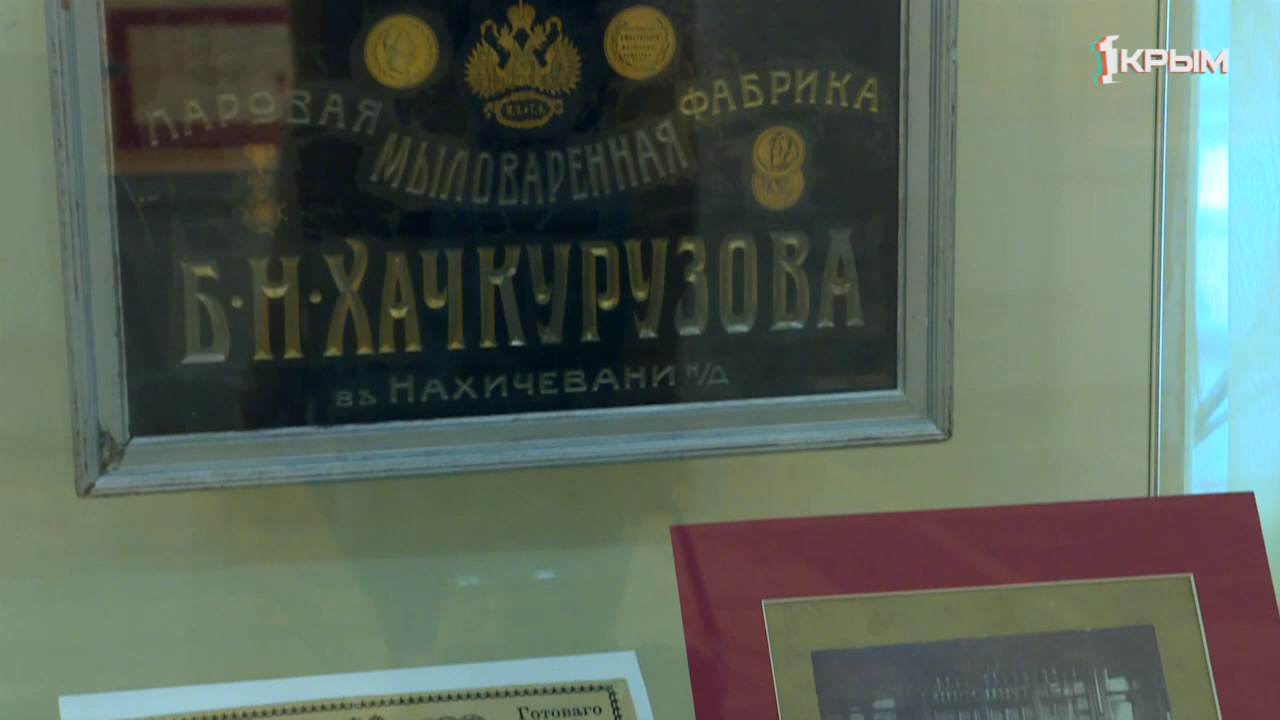 1КРЫМ
ПАРОВАЯ МЫЛОВАРЕННАЯ ФАБРИКА
Б·Н·ХАЧКУРУЗОВА
въ НАХИЧЕВАНИ н/Д
Готоваго